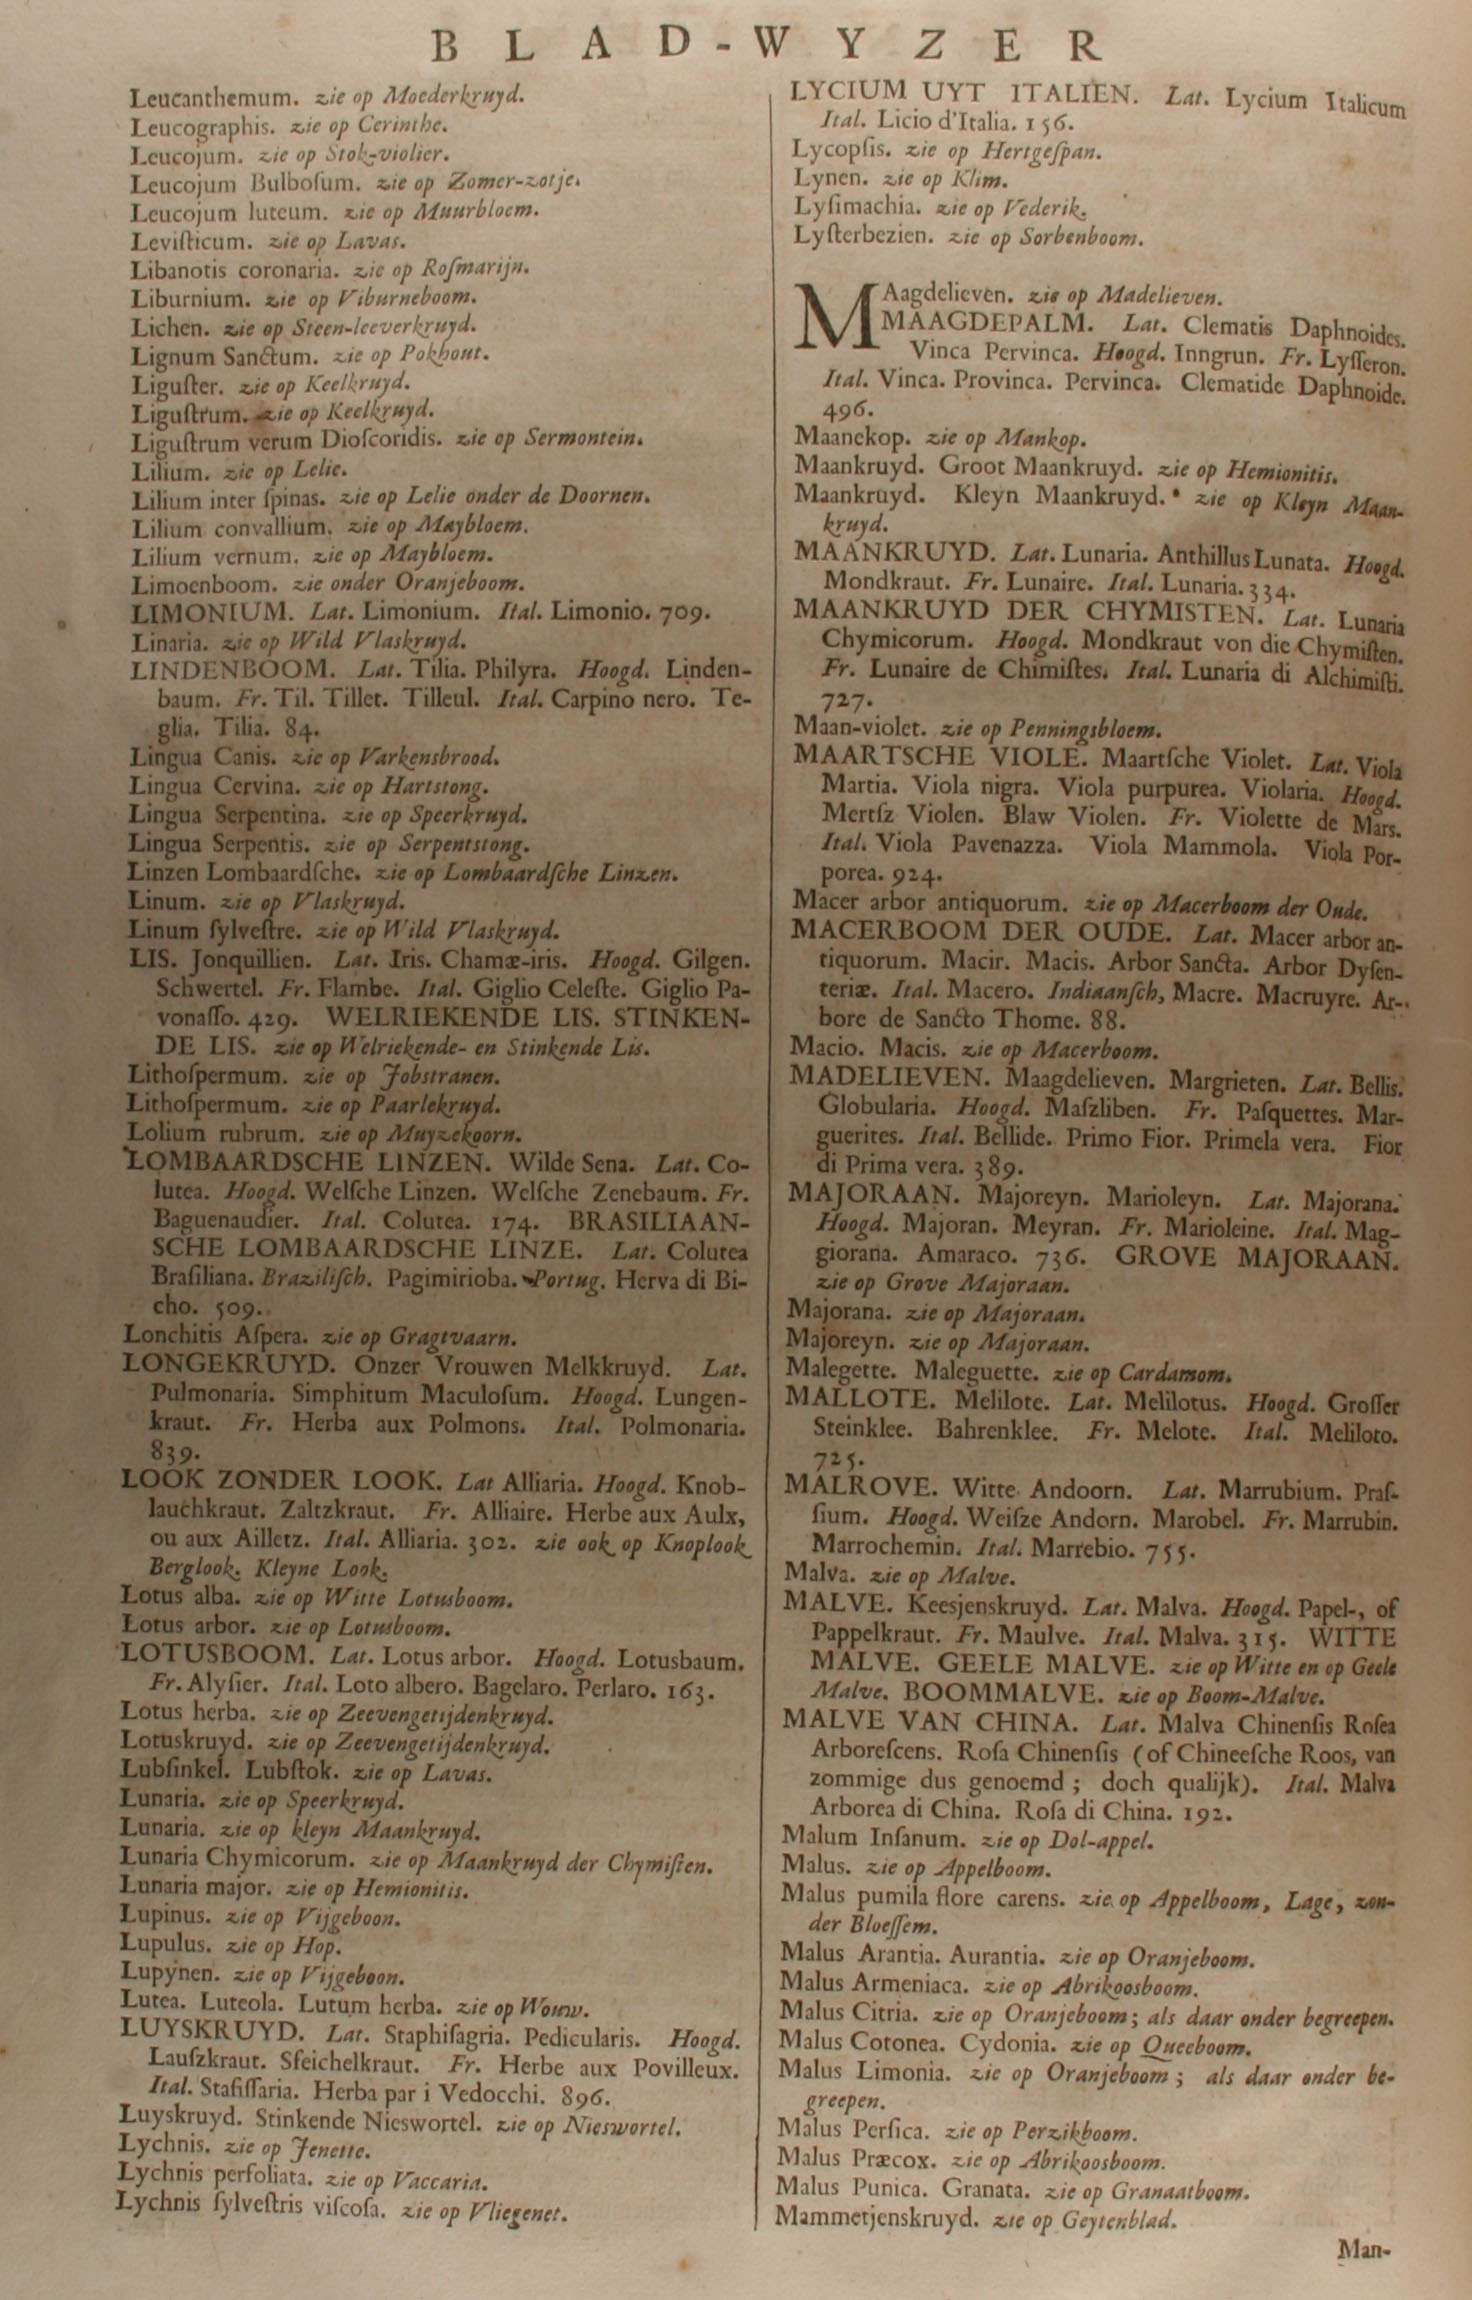 BLAD-WYZER
Leucanthemum. zie op Moederkruyd.
Leucographis. zie op Cerinthe.
Leucojum. zie op Stok-violier.
Leucojum Bulboſum. zie op Zomer-zotje.
Leucojum luteum. zie op Muurbloem.
Leviſticum. zie op Lavas.
Libanotis coronaria. zie op Roſmarijn.
Liburnium. zie op Viburneboom.
Lichen. zie op Steen-leeverkruyd.
Lignum Sanctum. zie op Pokhout.
Liguſter. zie op Keelkruyd.
Liguſtrum. zie op Keelkruyd.
Liguſtrum verum Dioſcoridis. zie op Sermontein.
Lilium. zie op Lelie.
Lilium inter ſpinas. zie op Lelie onder de Doornen.
Lilium convallium. zie op Maybloem.
Lilium vernum. zie op Maybloem.
Limoenboom. zie onder Oranjeboom.
LIMONIUM. Lat. Limonium. Ital. Limonio. 709.
Linaria. zie op Wild Vlaskruyd.
LINDENBOOM. Lat. Tilia. Philyra. Hoogd. Linden-
baum. Fr. Til. Tillet. Tilleul. Ital. Carpino nero. Te-
glia. Tilia. 84.
Lingua Canis. zie op Varkensbrood.
Lingua Cervina. zie op Hartstong.
Lingua Serpentina. zie op Speerkruyd.
Lingua Serpentis. zie op Serpentstong.
Linzen Lombaardſche. zie op Lombaardſche Linzen.
Linum. zie op Vlaskruyd.
Linum ſylveſtre. zie op Wild Vlaskruyd.
LIS. Jonquillien. Lat. Iris. Chamæ-iris. Hoogd. Gilgen.
Schwertel. Fr. Flambe. Ital. Giglio Celeſte. Giglio Pa-
vonaſſo. 429. WELRIEKENDE LIS. STINKEN-
DE LIS. zie op Welriekende- en Stinkende Lis.
Lithoſpermum. zie op Jobstranen.
Lithoſpermum. zie op Paarlekruyd.
Lolium rubrum. zie op Muyzekoorn.
LOMBAARDSCHE LINZEN. Wilde Sena. Lat. Co-
lutea. Hoogd. Welſche Linzen. Welſche Zenebaum. Fr.
Baguenaudier. Ital. Colutea. 174. BRASILIAAN-
SCHE LOMBAARDSCHE LINZE. Lat. Colutea
Braſiliana. Braziliſch. Pagimirioba. Portug. Herva di Bi-
cho. 509.
Lonchitis Aſpera. zie op Gragtvaarn.
LONGEKRUYD. Onzer Vrouwen Melkkruyd. Lat.
Pulmonaria. Simphitum Maculoſum. Hoogd. Lungen-
kraut. Fr. Herba aux Polmons. Ital. Polmonaria.
839.
LOOK ZONDER LOOK. Lat Alliaria. Hoogd. Knob-
lauchkraut. Zaltzkraut. Fr. Alliaire. Herbe aux Aulx,
ou aux Ailletz. Ital. Alliaria. 302. zie ook op Knoplook
Berglook. Kleyne Look.
Lotus alba. zie op Witte Lotusboom.
Lotus arbor. zie op Lotusboom.
LOTUSBOOM. Lat. Lotus arbor. Hoogd. Lotusbaum.
Fr. Alyſier. Ital. Loto albero. Bagelaro. Perlaro. 163.
Lotus herba. zie op Zeevengetijdenkruyd.
Lotuskruyd. zie op Zeevengetijdenkruyd.
Lubſinkel. Lubſtok. zie op Lavas.
Lunaria. zie op Speerkruyd.
Lunaria. zie op kleyn Maankruyd.
Lunaria Chymicorum. zie op Maankruyd der Chymiſten.
Lunaria major. zie op Hemionitis.
Lupinus. zie op Vijgeboon.
Lupulus. zie op Hop.
Lupynen. zie op Vijgeboon.
Lutea. Luteola. Lutum herba. zie op Wouw.
LUYSKRUYD. Lat. Staphiſagria. Pedicularis. Hoogd.
Lauſzkraut. Sſeichelkraut. Fr. Herbe aux Povilleux.
Ital. Stafiſſaria. Herba par i Vedocchi. 896.
Luyskruyd. Stinkende Nieswortel. zie op Nieswortel.
Lychnis. zie op Jenette.
Lychnis perfoliata. zie op Vaccaria.
Lychnis ſylveſtris viſcoſa. zie op Vliegenet.
LYCIUM UYT ITALIEN. Lat. Lycium Italicum
Ital. Licio d'Italia. 156.
Lycopſis. zie op Hertgeſpan.
Lynen. zie op Klim.
Lyſimachia. zie op Vederik.
Lyſterbezien. zie op Sorbenboom.
MAagdelieven. zie op Madelieven.
MAAGDEPALM. Lat. Clematis Daphnoides.
Vinca Pervinca. Hoogd. Inngrun. Fr. Lyſſeron.
Ital. Vinca. Provinca. Pervinca. Clematide Daphnoide.
496.
Maanekop. zie op Mankop.
Maankruyd. Groot Maankruyd. zie op Hemionitis.
Maankruyd. Kleyn Maankruyd. zie op Kleyn Maan-
kruyd.
MAANKRUYD. Lat. Lunaria. Anthillus Lunata. Hoogd.
Mondkraut. Fr. Lunaire. Ital. Lunaria. 334.
MAANKRUYD DER CHYMISTEN. Lat. Lunaria
Chymicorum. Hoogd. Mondkraut von die Chymiſten.
Fr. Lunaire de Chimiſtes. Ital. Lunaria di Alchimiſti.
727.
Maan-violet. zie op Penningsbloem.
MAARTSCHE VIOLE. Maartſche Violet. Lat. Viola
Martia. Viola nigra. Viola purpurea. Violaria. Hoogd.
Mertſz Violen. Blaw Violen. Fr. Violette de Mars.
Ital. Viola Pavenazza. Viola Mammola. Viola Por-
porea. 924.
Macer arbor antiquorum. zie op Macerboom der Oude.
MACERBOOM DER OUDE. Lat. Macer arbor an-
tiquorum. Macir. Macis. Arbor Sancta. Arbor Dyſen-
teriæ. Ital. Macero. Indiaanſch, Macre. Macruyre. Ar-
bore de Sancto Thome. 88.
Macio. Macis. zie op Macerboom.
MADELIEVEN. Maagdelieven. Margrieten. Lat. Bellis.
Globularia. Hoogd. Maſzliben. Fr. Paſquettes. Mar-
guerites. Ital. Bellide. Primo Fior. Primela vera. Fior
di Prima vera. 389.
MAJORAAN. Majoreyn. Marioleyn. Lat. Majorana.
Hoogd. Majoran. Meyran. Fr. Marioleine. Ital. Mag-
giorana. Amaraco. 736. GROVE MAJORAAN.
zie op Grove Majoraan.
Majorana. zie op Majoraan.
Majoreyn. zie op Majoraan.
Malegette. Maleguette. zie op Cardamom.
MALLOTE. Melilote. Lat. Melilotus. Hoogd. Groſſer
Steinklee. Bahrenklee. Fr. Melote. Ital. Meliloto.
725.
MALROVE. Witte Andoorn. Lat. Marrubium. Praſ-
ſium. Hoogd. Weiſze Andorn. Marobel. Fr. Marrubin.
Marrochemin. Ital. Marrebio. 755.
Malva. zie op Malve.
MALVE. Keesjenskruyd. Lat. Malva. Hoogd. Papel-, of
Pappelkraut. Fr. Maulve. Ital. Malva. 315. WITTE
MALVE. GEELE MALVE. zie op Witte en op Geele
Malve. BOOMMALVE. zie op Boom-Malve.
MALVE VAN CHINA. Lat. Malva Chinenſis Roſea
Arboreſcens. Roſa Chinenſis (of Chineeſche Roos, van
zommige dus genoemd; doch qualijk). Ital. Malva
Arborea di China. Roſa di China. 192.
Malum Inſanum. zie op Dol-appel.
Malus. zie op Appelboom.
Malus pumila flore carens. zie op Appelboom, Lage, zon-
der Bloeſſem.
Malus Arantia. Aurantia. zie op Oranjeboom.
Malus Armeniaca. zie op Abrikoosboom.
Malus Citria. zie op Oranjeboom; als daar onder begreepen.
Malus Cotonea. Cydonia. zie op Queeboom.
Malus Limonia. zie op Oranjeboom; als daar onder be-
greepen.
Malus Perſica. zie op Perzikboom.
Malus Præcox. zie op Abrikoosboom.
Malus Punica. Granata. zie op Granaatboom.
Mammetjenskruyd. zie op Geytenblad.
Man-